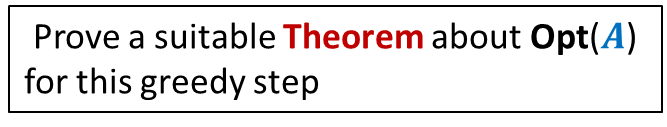 Prove a suitable Theorem about Opt(A)
for this greedy step